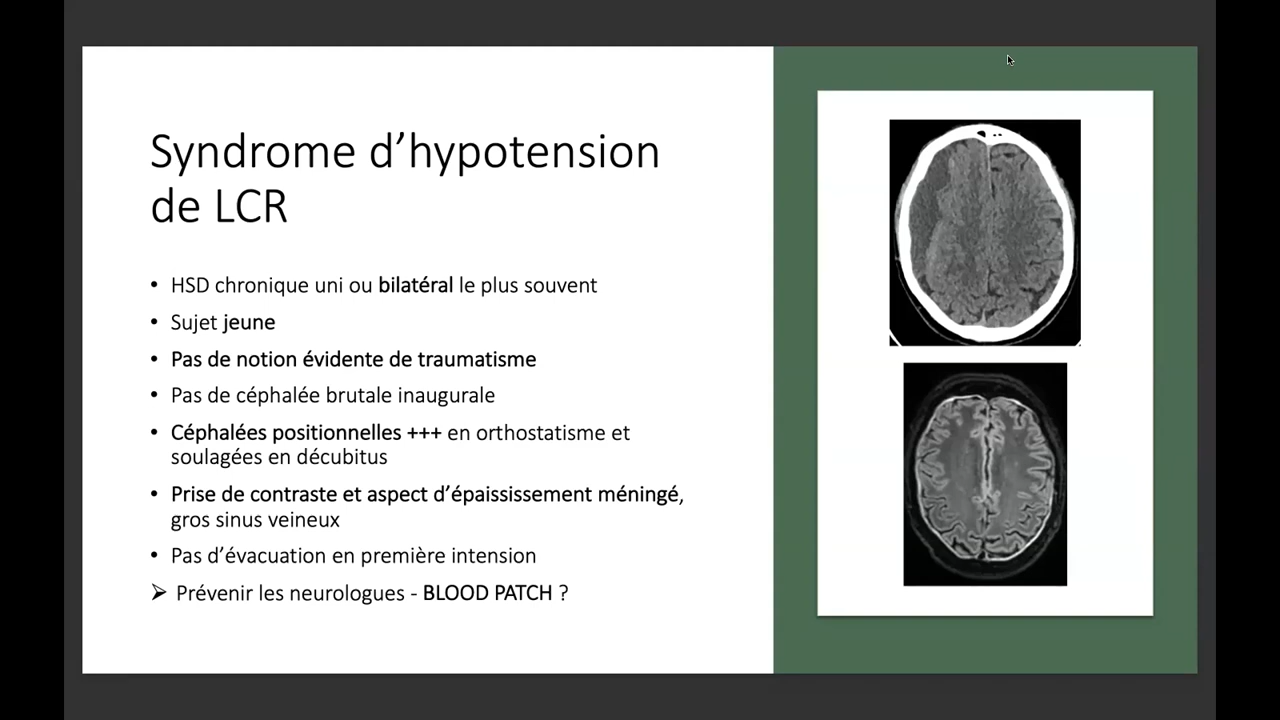 Syndrome d’hypotension
de LCR
• HSD chronique uni ou bilatéral le plus souvent
• Sujet jeune
• Pas de notion évidente de traumatisme
• Pas de céphalée brutale inaugurale
• Céphalées positionnelles +++ en orthostatisme et
soulagées en décubitus
• Prise de contraste et aspect d’épaississement méningé,
gros sinus veineux
• Pas d’évacuation en première intension
➢ Prévenir les neurologues - BLOOD PATCH ?